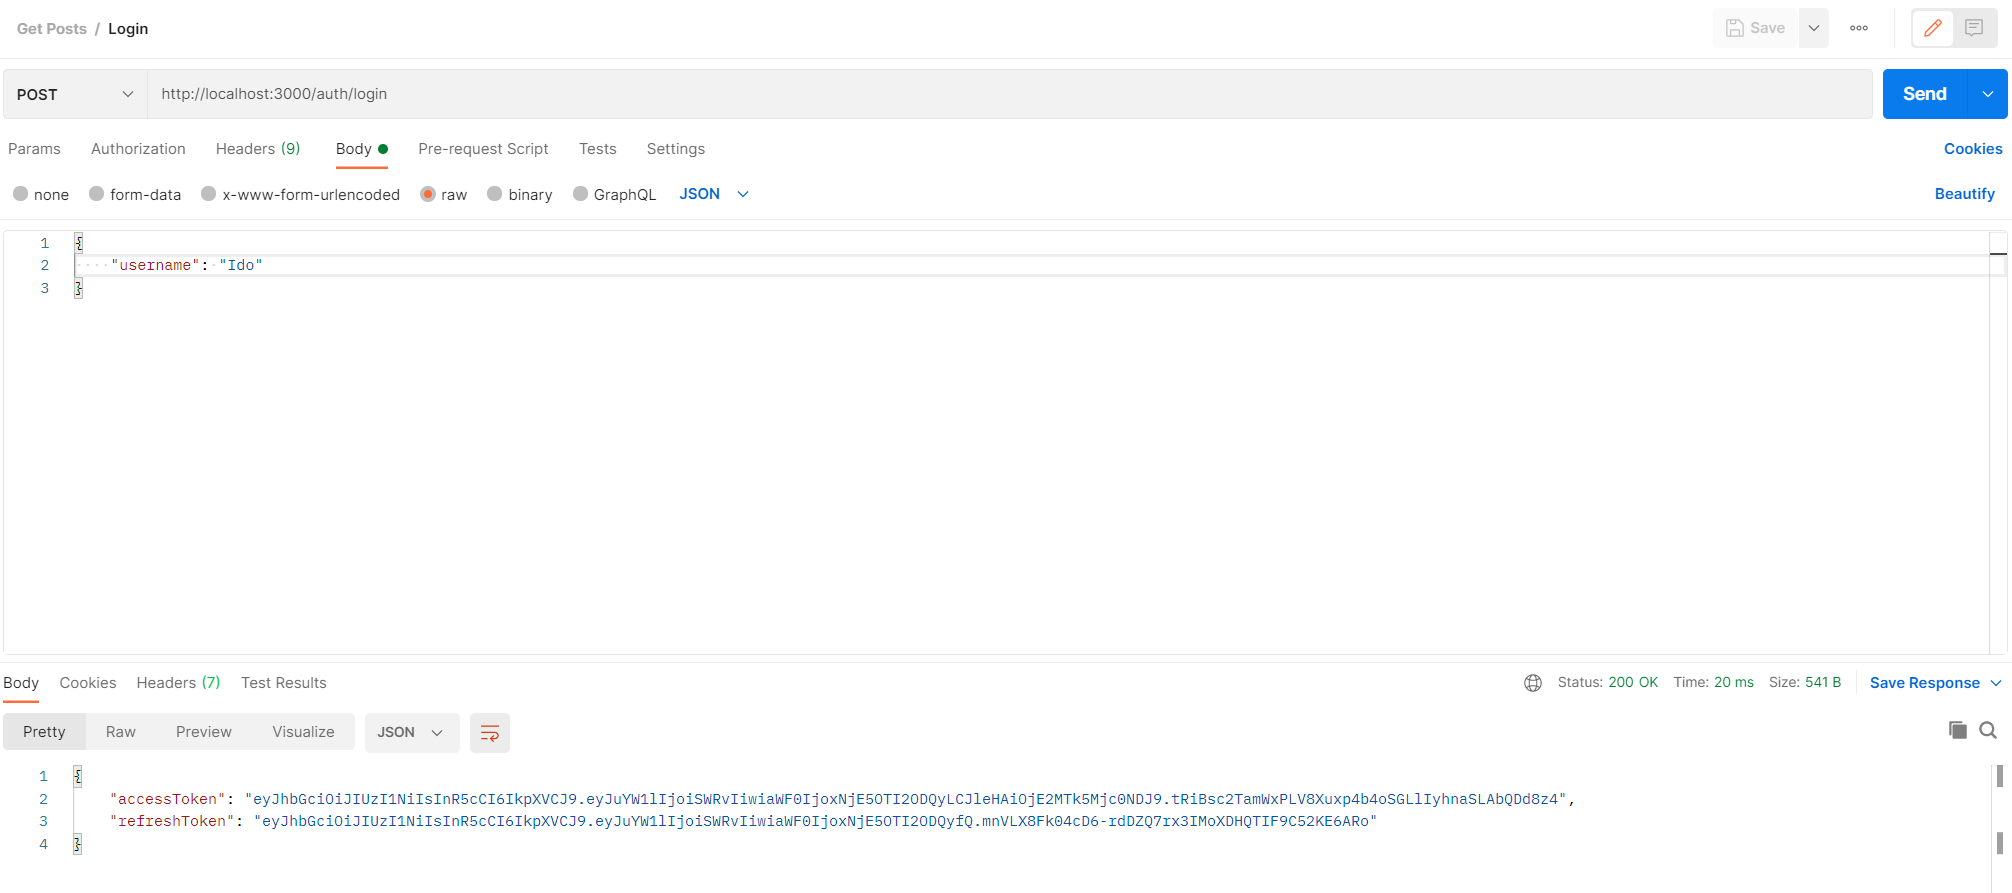 Get Posts / Login
Save
POST
http://localhost:3000/auth/login
Send
Params Authorization Headers (9) Body Pre-request Script Tests Settings
Cookies
none form-data x-www-form-urlencoded raw binary GraphQL JSON
Beautify
1 {
2 "username": "Ido"
3 }
Body Cookies Headers (7) Test Results
Status: 200 OK Time: 20 ms Size: 541 B Save Response
Pretty Raw Preview Visualize JSON
1 {
2 "accessToken": "eyJhbGciOiJIUzI1NiIsInR5cCI6IkpXVCJ9.eyJuYW1lIjoiSWRvIiwiaWF0IjoxNjE5OTI2ODQyLCJleHAiOjE2MTk5Mjc0NDJ9.tRiBsc2TamWxPLV8Xuxp4b4oSGLlIyhnaSLAbQDd8z4",
3 "refreshToken": "eyJhbGciOiJIUzI1NiIsInR5cCI6IkpXVCJ9.eyJuYW1lIjoiSWRvIiwiaWF0IjoxNjE5OTI2ODQyfQ.mnVLX8Fk04cD6-rdDZQ7rx3IMoXDHQTIF9C52KE6ARo"
4 }